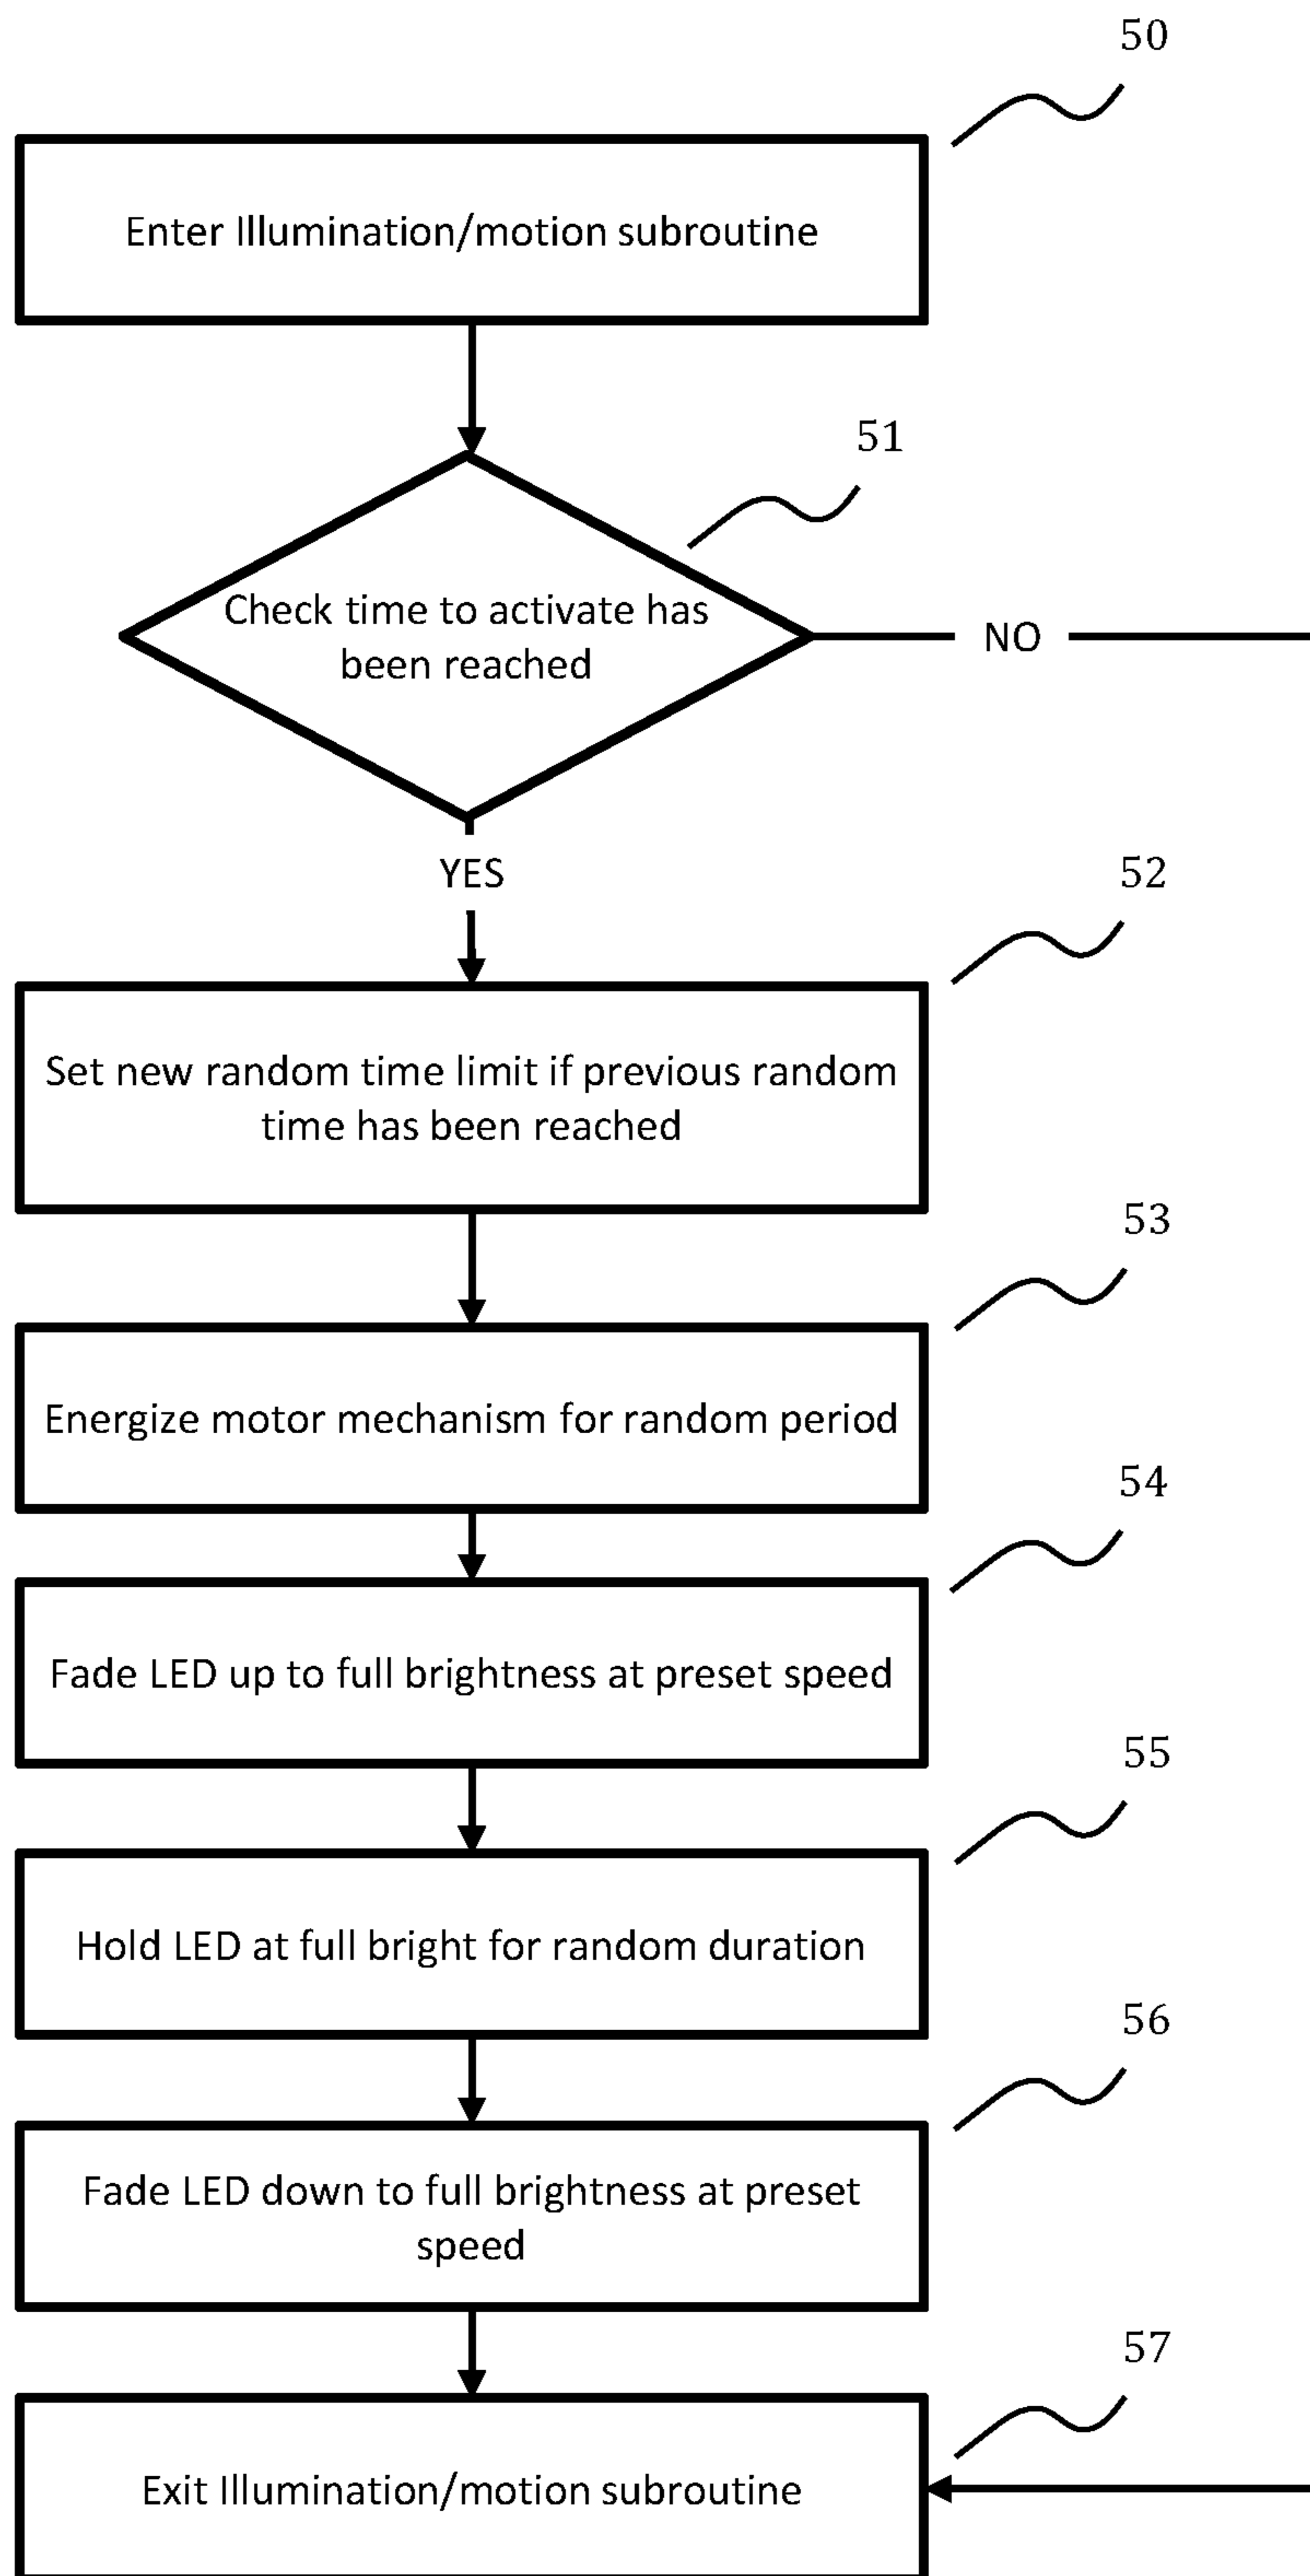 50
Enter Illumination/motion subroutine
51
Check time to activate has
been reached
NO
YES
52
Set new random time limit if previous random
time has been reached
53
Energize motor mechanism for random period
54
Fade LED up to full brightness at preset speed
55
Hold LED at full bright for random duration
56
Fade LED down to full brightness at preset
speed
57
Exit Illumination/motion subroutine